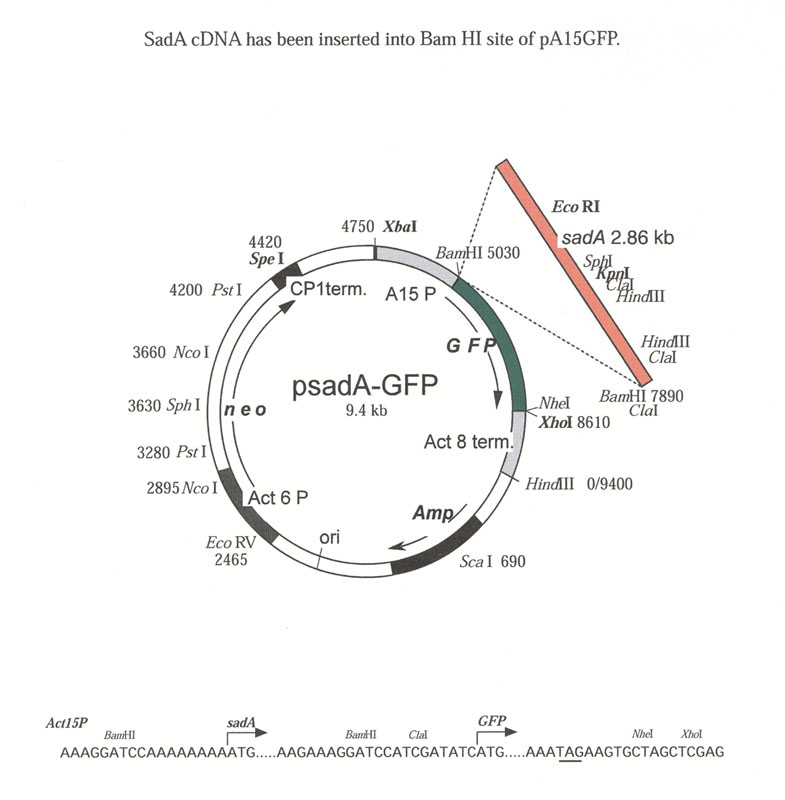 SadA cDNA has been inserted into Bam HI site of pA15GFP.
Eco RI
sadA 2.86 kb
SphI
KpnI
ClaI
HindIII
HindIII
ClaI
BamHI 7890
ClaI
4750 XbaI
4420
Spe I
BamHI 5030
4200 Pst I
CP1term.
A15 P
3660 Nco I
G F P
psadA-GFP
9.4 kb
3630 Sph I
neo
NheI
XhoI 8610
Act 8 term.
3280 Pst I
2895 Nco I
HindIII 0/9400
Act 6 P
Amp
Eco RV
2465
ori
Sca I 690
Act15P
BamHI
sadA
BamHI
ClaI
GFP
NheI
XhoI
AAAGGATCCAAAAAAAAATG.....AAGAAAGGATCCATCGATATCATG.....AAATAGAAGTGCTAGCTCGAG